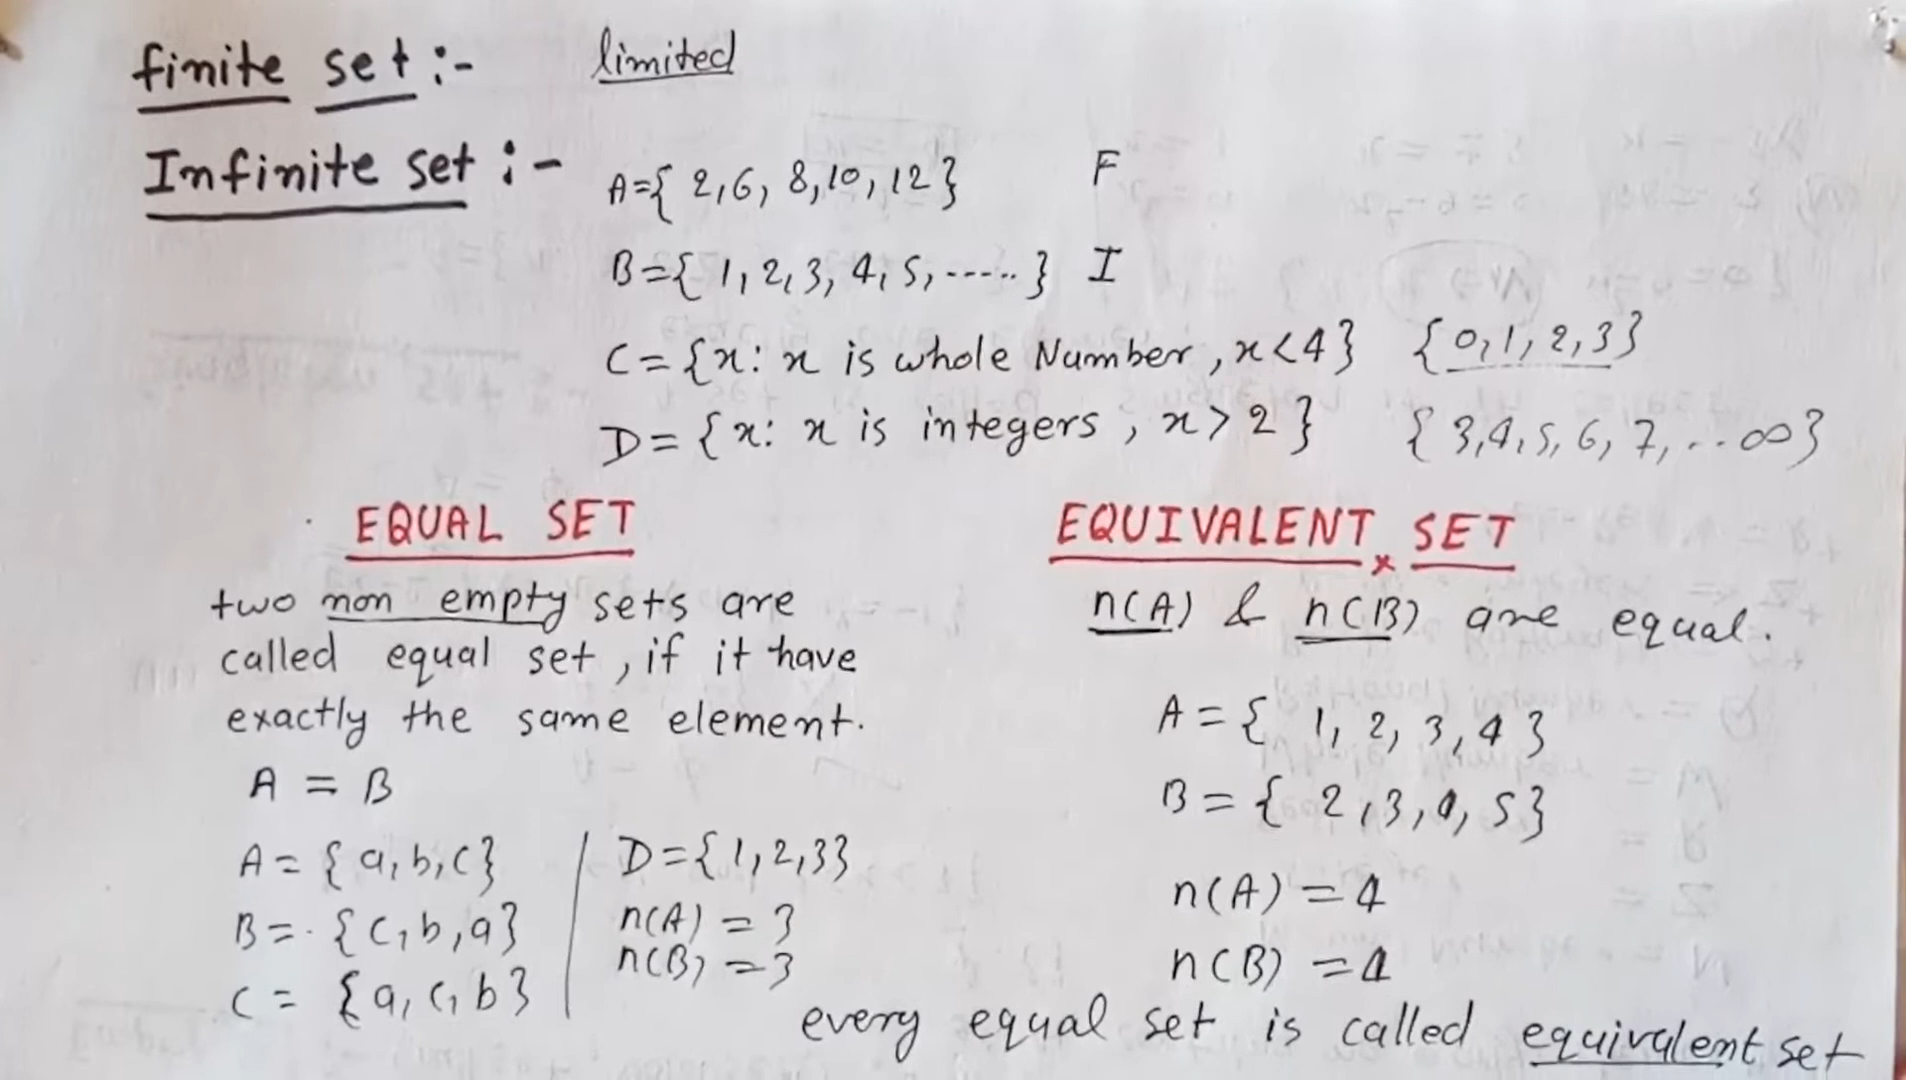 finite set :- limited
Infinite set :-
A={ 2,6, 8,10,12} F
B={ 1,2,3, 4,5, ------ } I
C= {x: x is whole Number, x<4} {0,1,2,3}
D= {x: x is integers, x>2} {3,4,5,6,7,...∞}
EQUAL SET
two non empty sets are
called equal set, if it have
exactly the same element.
A = B
A = {a,b,c}
B = {c,b,a}
C = {a,c,b}
D={1,2,3}
n(A) = 3
n(B) = 3
EQUIVALENT SET
n(A) & n(B) are equal.
A = { 1, 2, 3, 4 }
B = { 2,3,4,5}
n(A) = 4
n(B) = 4
every equal set is called equivalent set